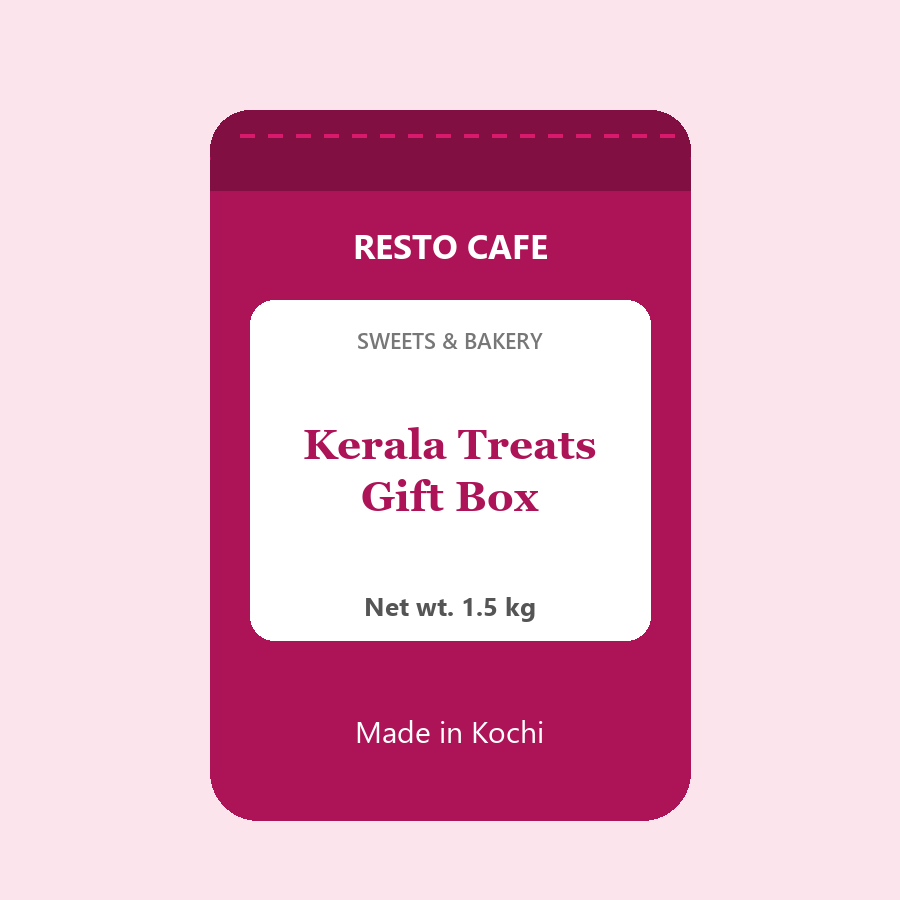 RESTO CAFE
SWEETS & BAKERY
Kerala Treats
Gift Box
Net wt. 1.5 kg
Made in Kochi